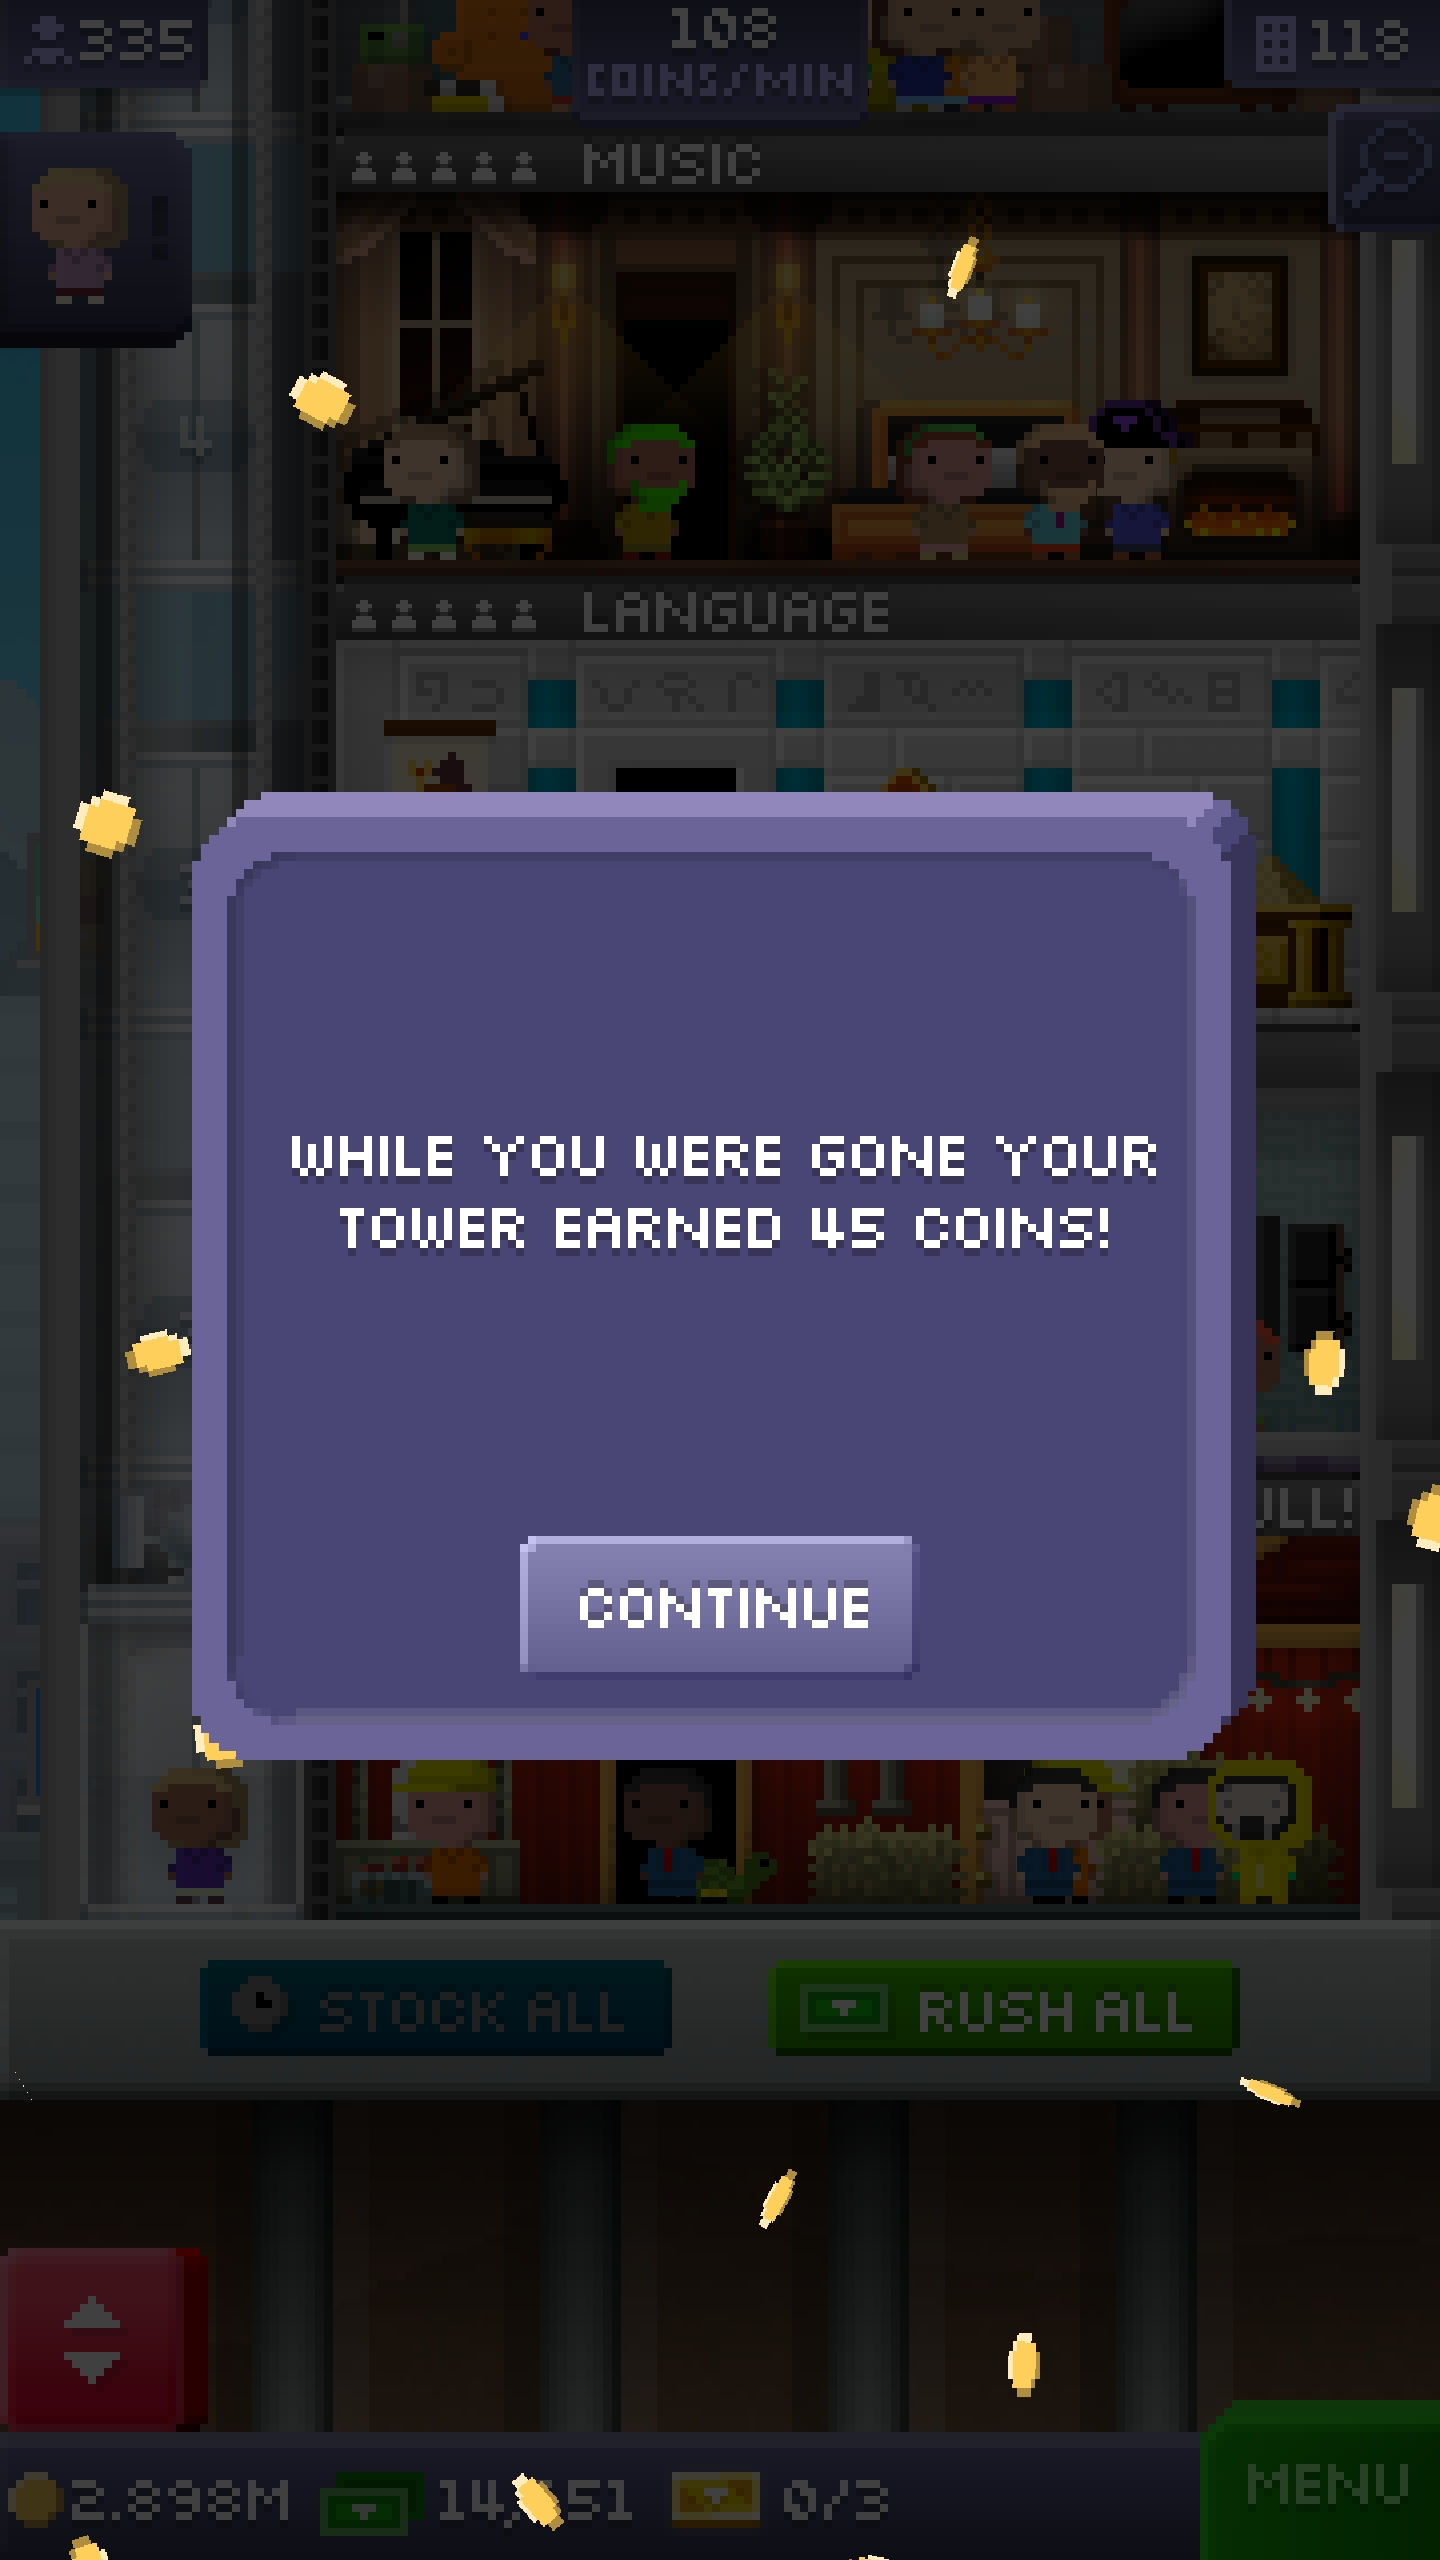 335
108
COINS/MIN
118
MUSIC
4
LANGUAGE
WHILE YOU WERE GONE YOUR
TOWER EARNED 45 COINS!
CONTINUE
STOCK ALL
RUSH ALL
2.898M
0/3
MENU